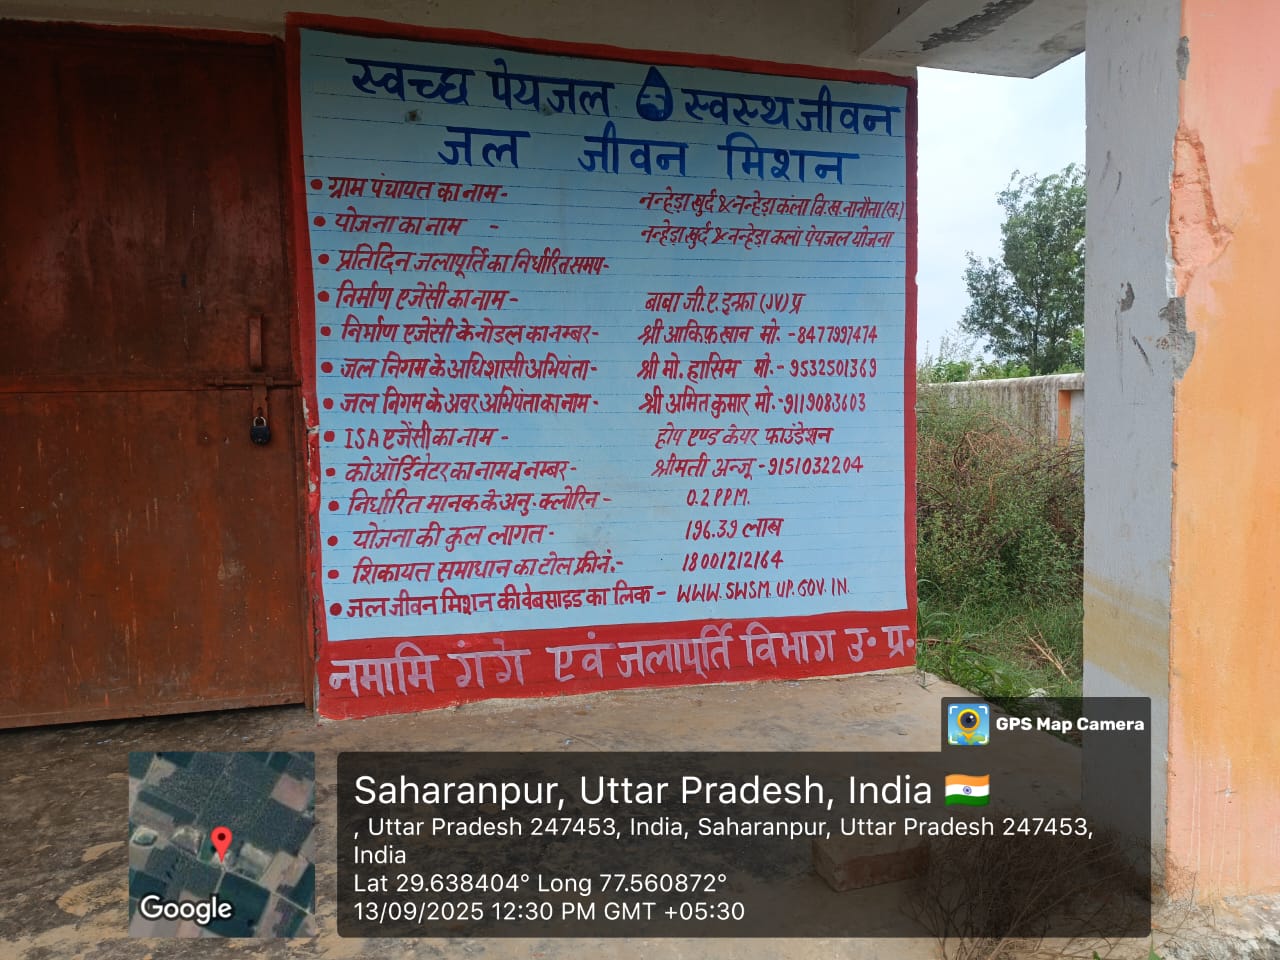 स्वच्छ पेयजल स्वस्थ जीवन
जल जीवन मिशन
• ग्राम पंचायत का नाम - नन्हेड़ा खुर्द & नन्हेड़ा कलां वि.ख. नानौता (स.)
• योजना का नाम - नन्हेड़ा खुर्द & नन्हेड़ा कलां पेयजल योजना
• प्रतिदिन जलापूर्ति का निर्धारित समय-
• निर्माण एजेंसी का नाम - बाबा जी.ए. इन्फ्रा (JV) प्र
• निर्माण एजेंसी के नोडल का नम्बर- श्री आकिफ़ खान मो. -8477997474
• जल निगम के अधिशासी अभियंता- श्री मो. हासिम मो.- 9532501369
• जल निगम के अवर अभियंता का नाम - श्री अमित कुमार मो.-9119083603
• ISA एजेंसी का नाम - होप एण्ड केयर फाउंडेशन
• कोऑर्डिनेटर का नाम व नम्बर- श्रीमती अन्जू -9151032204
• निर्धारित मानक के अनु. क्लोरिन - 0.2 PPM.
• योजना की कुल लागत- 196.39 लाख
• शिकायत समाधान का टोल फ्री नं.- 18001212164
• जल जीवन मिशन की वेबसाइड का लिंक - WWW.SWSM.UP.GOV.IN.
नमामि गंगे एवं जलापूर्ति विभाग उ॰ प्र॰
GPS Map Camera
Saharanpur, Uttar Pradesh, India
, Uttar Pradesh 247453, India, Saharanpur, Uttar Pradesh 247453,
India
Lat 29.638404° Long 77.560872°
13/09/2025 12:30 PM GMT +05:30
Google